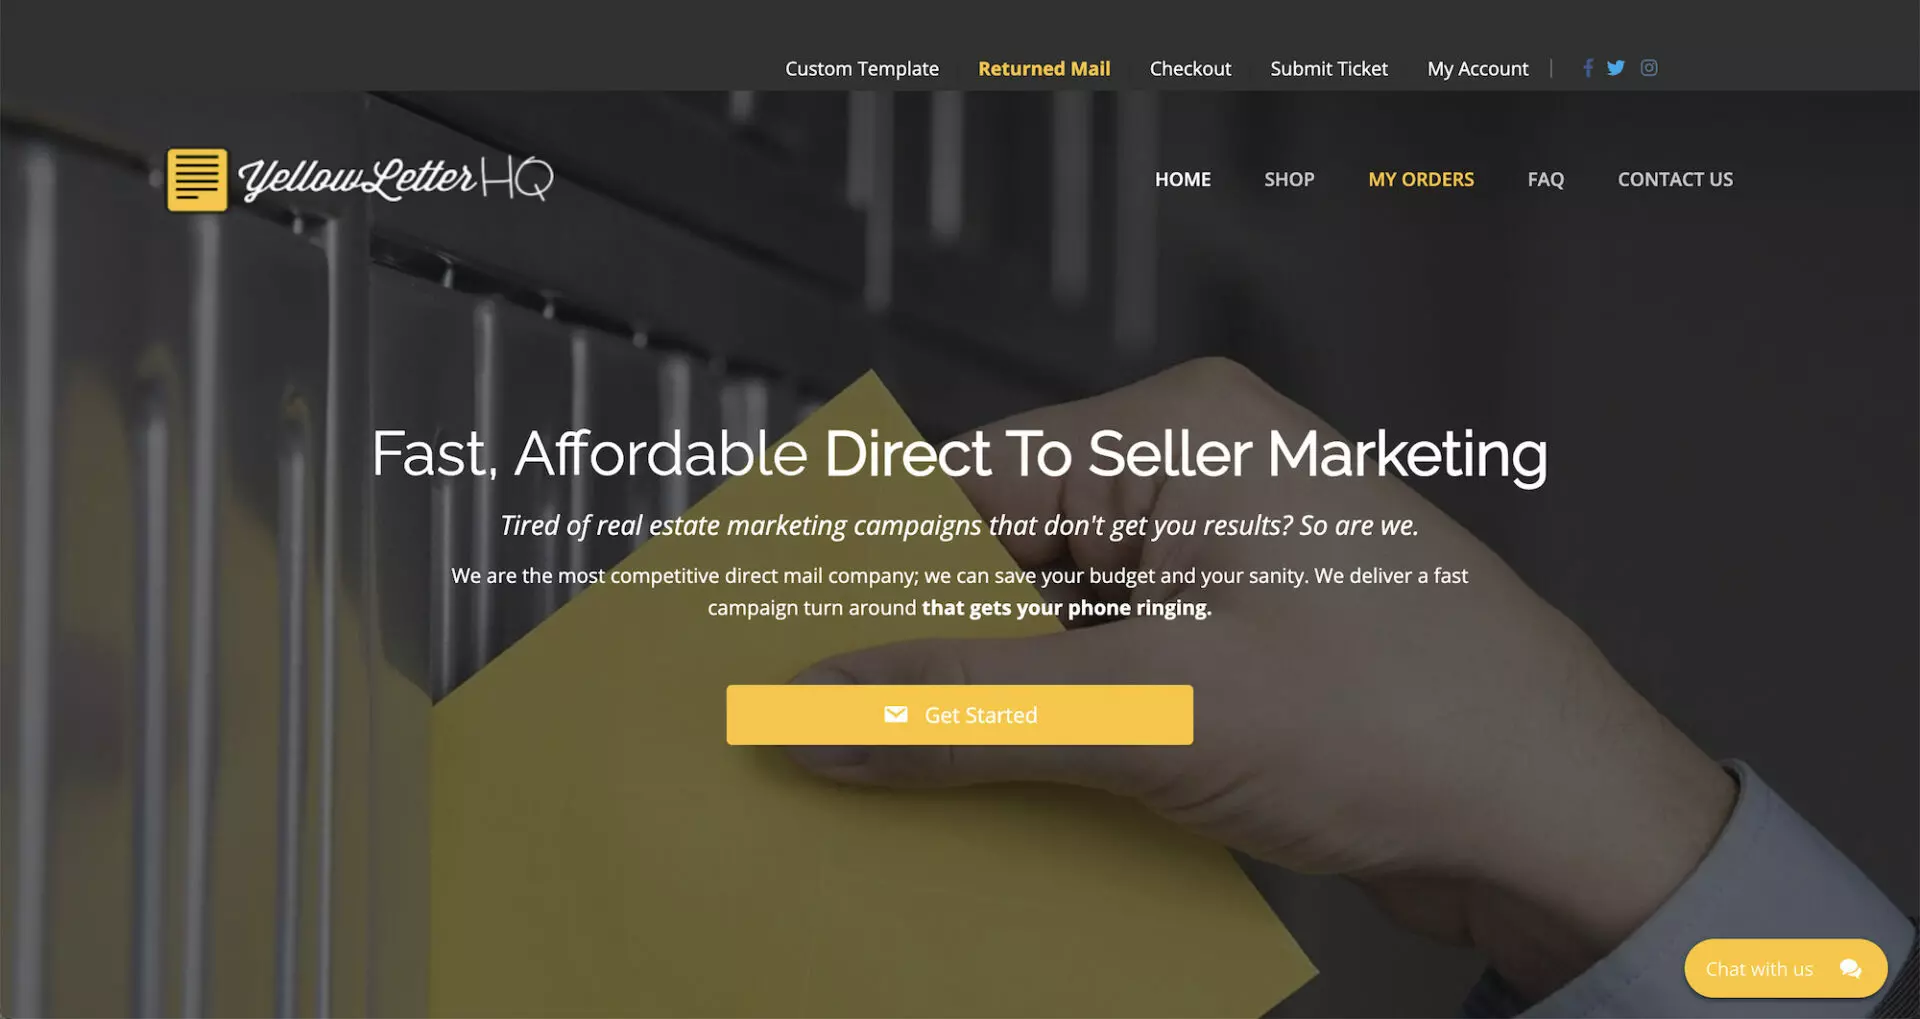 Custom Template
Returned Mail
Checkout
Submit Ticket
My Account
YellowLetterHQ
HOME
SHOP
MY ORDERS
FAQ
CONTACT US
Fast, Affordable Direct To Seller Marketing
Tired of real estate marketing campaigns that don't get you results? So are we.
We are the most competitive direct mail company; we can save your budget and your sanity. We deliver a fast
campaign turn around that gets your phone ringing.
Get Started
Chat with us